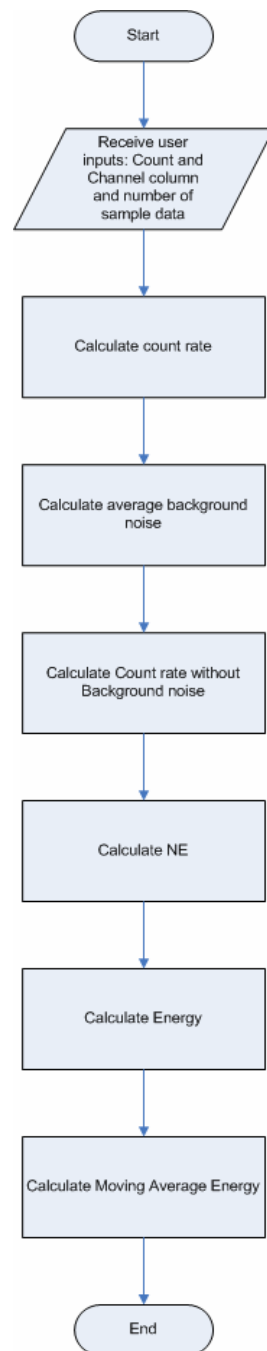 Start
Receive user
inputs: Count and
Channel column
and number of
sample data
Calculate count rate
Calculate average background
noise
Calculate Count rate without
Background noise
Calculate NE
Calculate Energy
Calculate Moving Average Energy
End